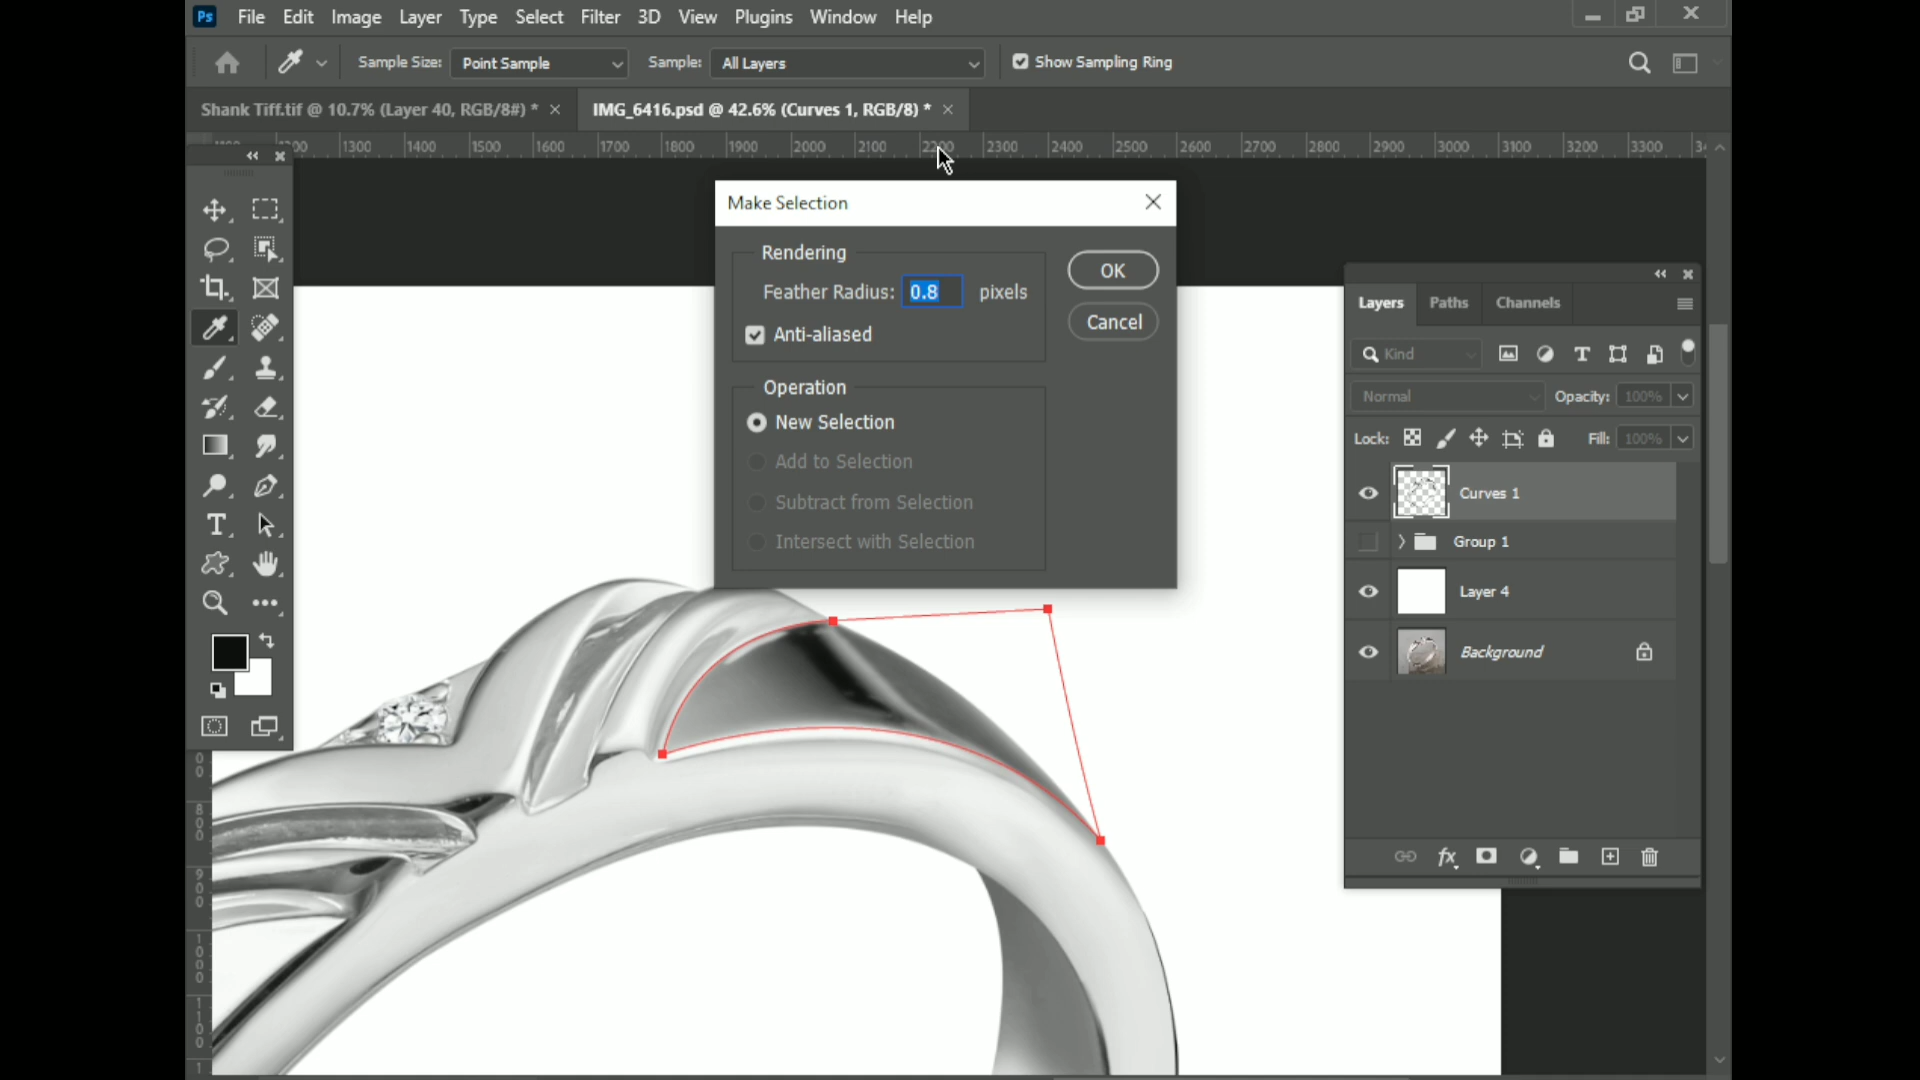 Ps File Edit Image Layer Type Select Filter 3D View Plugins Window Help
Sample Size: Point Sample Sample: All Layers Show Sampling Ring
Shank Tiff.tif @ 10.7% (Layer 40, RGB/8#) * × IMG_6416.psd @ 42.6% (Curves 1, RGB/8) * ×
1300 1400 1500 1600 1700 1800 1900 2000 2100 2200 2300 2400 2500 2600 2700 2800 2900 3000 3100 3200 3300
Make Selection
Rendering
Feather Radius: 0.8 pixels
Anti-aliased
OK
Cancel
Operation
New Selection
Add to Selection
Subtract from Selection
Intersect with Selection
Layers Paths Channels
Kind
Normal Opacity: 100%
Lock: Fill: 100%
Curves 1
Group 1
Layer 4
Background
800
900
1000
1100